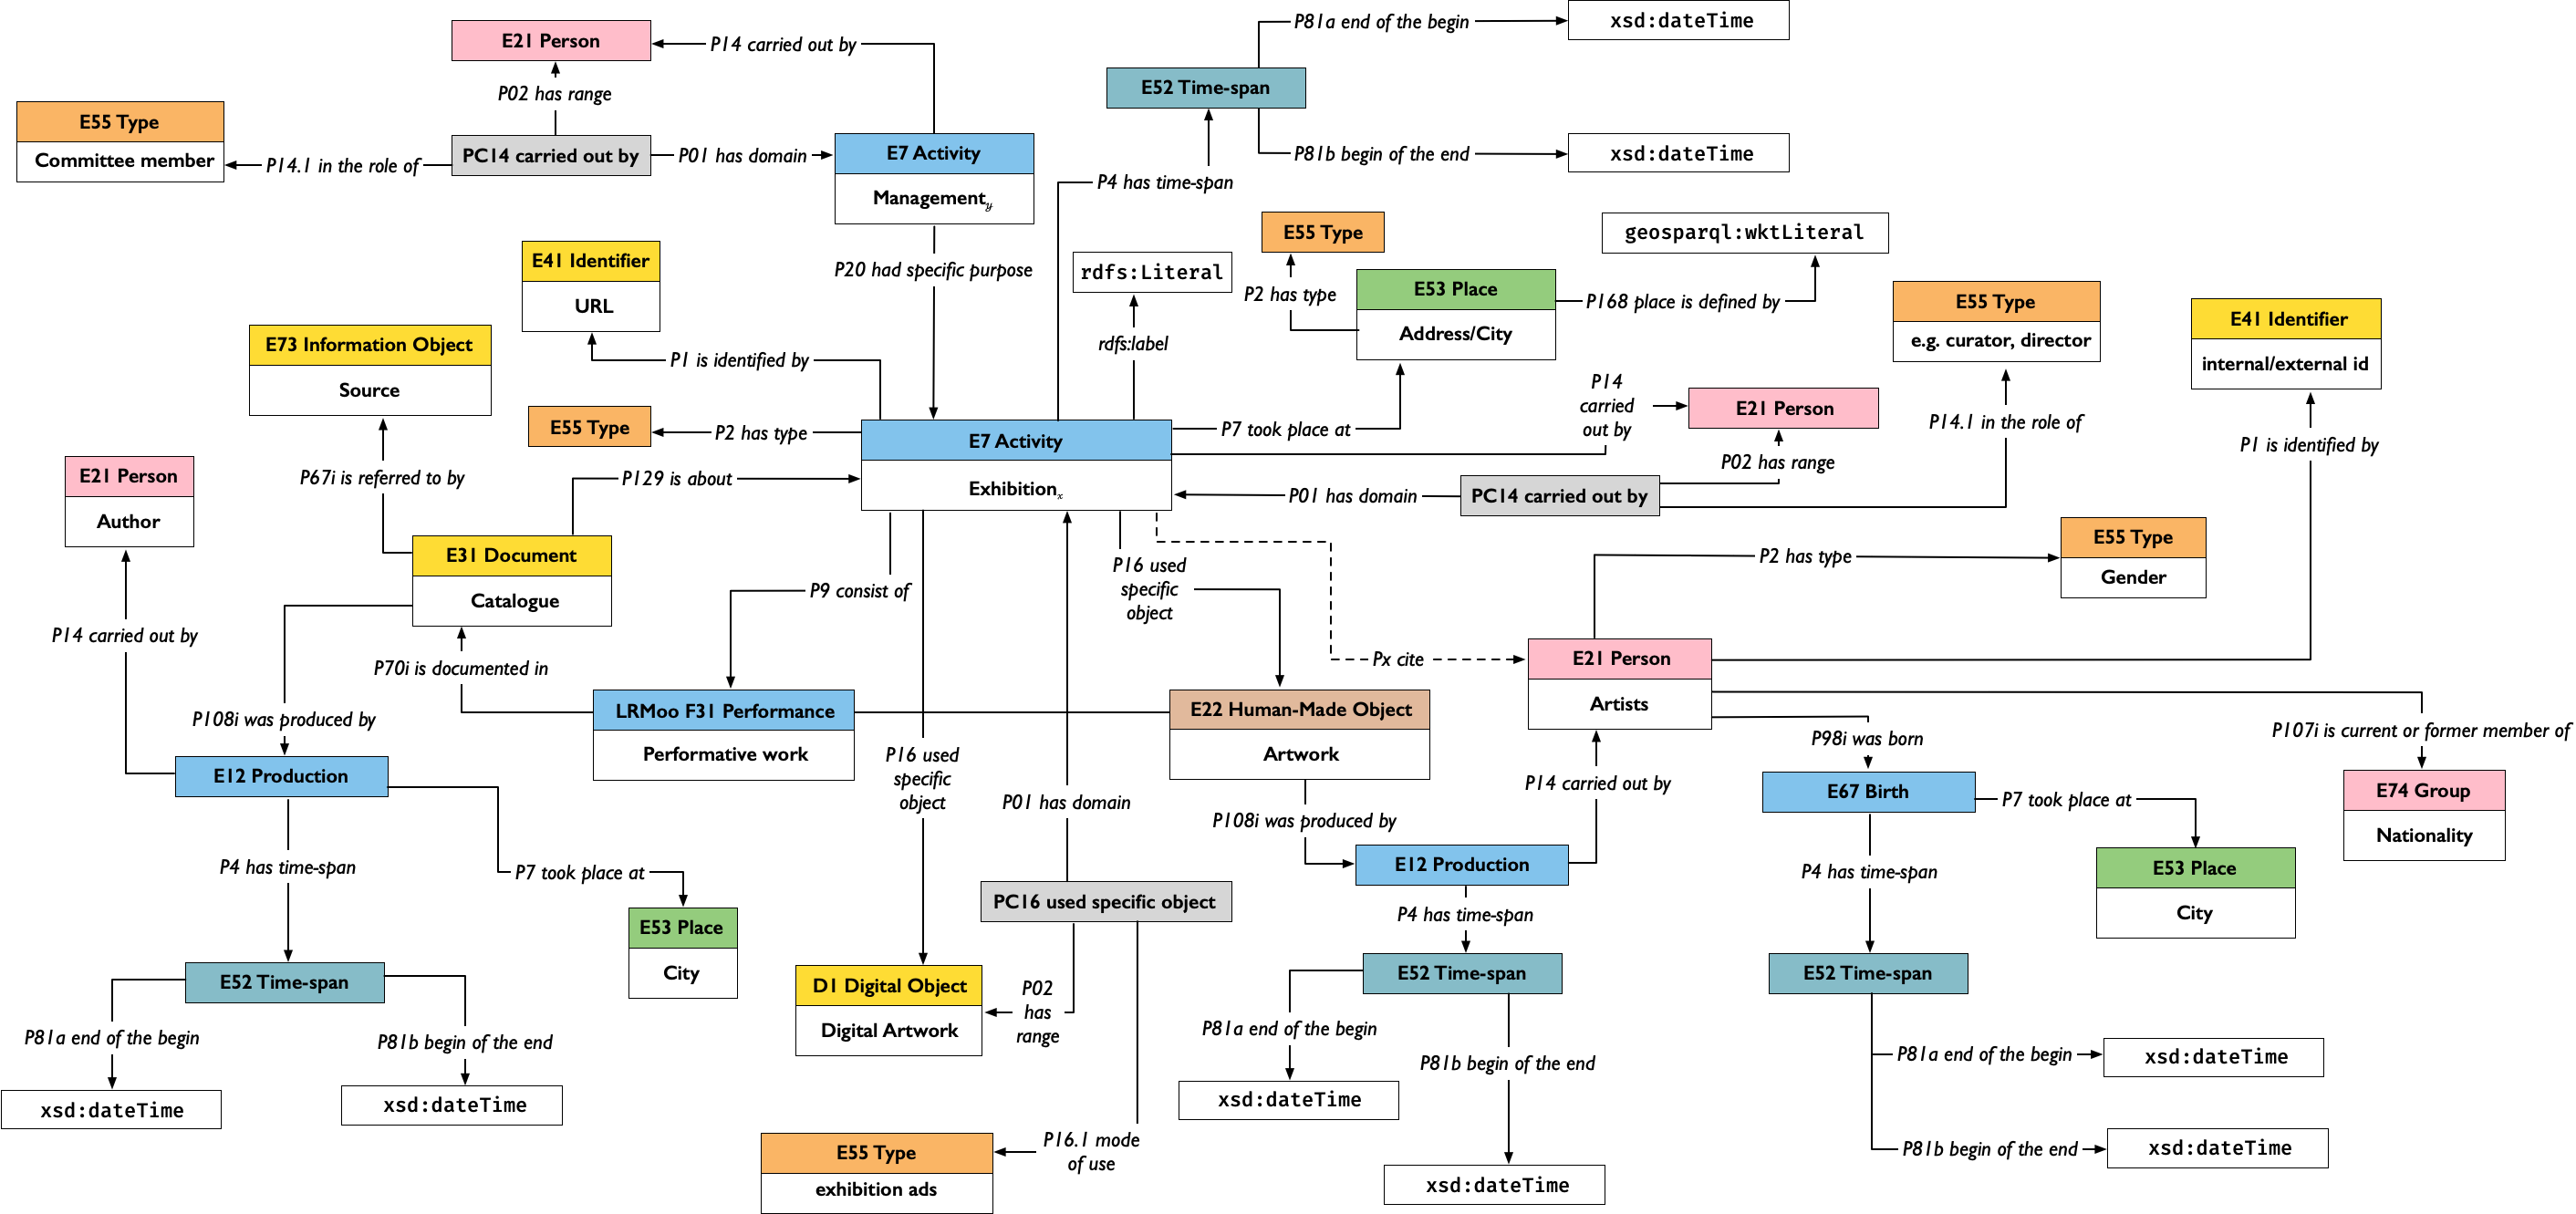 P81a end of the begin
xsd:dateTime
E21 Person
P14 carried out by
E52 Time-span
P02 has range
E55 Type
Committee member
P14.1 in the role of
PC14 carried out by
P01 has domain
E7 Activity
Management𝑦
P81b begin of the end
xsd:dateTime
P4 has time-span
E55 Type
geosparql:wktLiteral
E41 Identifier
URL
P20 had specific purpose
rdfs:Literal
P2 has type
E53 Place
Address/City
P168 place is defined by
E55 Type
e.g. curator, director
E41 Identifier
internal/external id
E73 Information Object
Source
P1 is identified by
rdfs:label
P14
carried
out by
E21 Person
E55 Type
P2 has type
E7 Activity
Exhibition𝑥
P7 took place at
P14.1 in the role of
P1 is identified by
P02 has range
E21 Person
Author
P67i is referred to by
P129 is about
P01 has domain
PC14 carried out by
E31 Document
Catalogue
P9 consist of
P16 used
specific
object
P2 has type
E55 Type
Gender
P14 carried out by
P70i is documented in
Px cite
E21 Person
Artists
P108i was produced by
LRMoo F31 Performance
Performative work
E22 Human-Made Object
Artwork
P98i was born
P107i is current or former member of
E12 Production
P16 used
specific
object
P01 has domain
P14 carried out by
P108i was produced by
E67 Birth
P7 took place at
E74 Group
Nationality
P4 has time-span
P7 took place at
E12 Production
P4 has time-span
E53 Place
City
PC16 used specific object
P4 has time-span
E53 Place
City
E52 Time-span
D1 Digital Object
Digital Artwork
P02
has
range
E52 Time-span
E52 Time-span
P81a end of the begin
P81b begin of the end
P81a end of the begin
P81b begin of the end
P81a end of the begin
xsd:dateTime
xsd:dateTime
xsd:dateTime
xsd:dateTime
E55 Type
exhibition ads
P16.1 mode
of use
xsd:dateTime
P81b begin of the end
xsd:dateTime